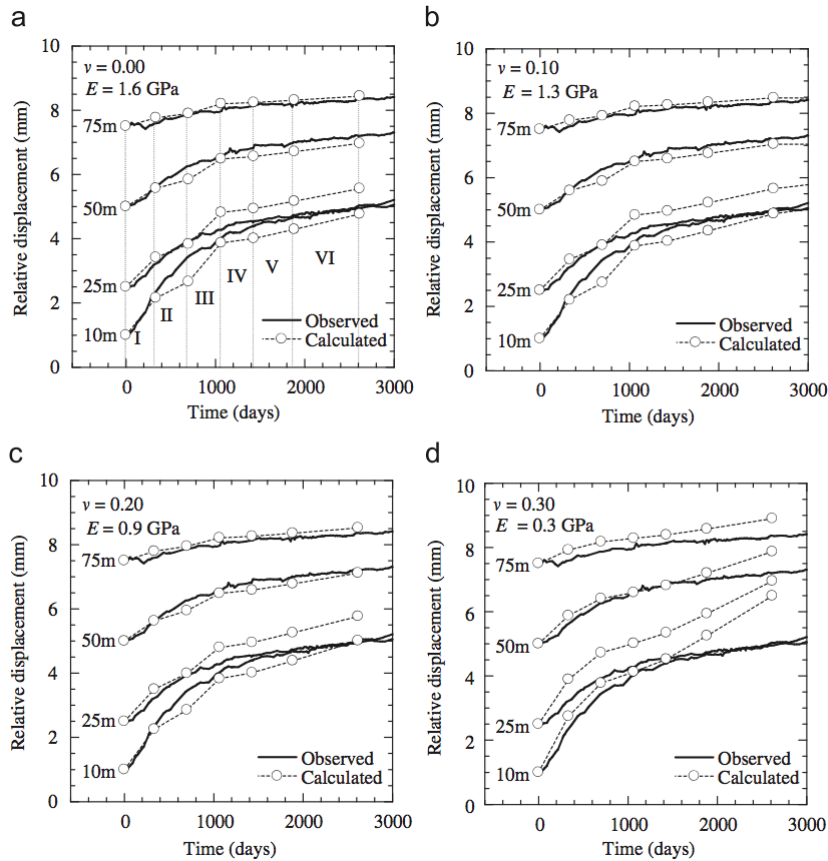 a
ν = 0.00
E = 1.6 GPa
75m
50m
25m
10m
I
II
III
IV
V
VI
Observed
Calculated
10
8
6
4
2
0
0
1000
2000
3000
Relative displacement (mm)
Time (days)
b
ν = 0.10
E = 1.3 GPa
75m
50m
25m
10m
Observed
Calculated
10
8
6
4
2
0
0
1000
2000
3000
Relative displacement (mm)
Time (days)
c
ν = 0.20
E = 0.9 GPa
75m
50m
25m
10m
Observed
Calculated
10
8
6
4
2
0
0
1000
2000
3000
Relative displacement (mm)
Time (days)
d
ν = 0.30
E = 0.3 GPa
75m
50m
25m
10m
Observed
Calculated
10
8
6
4
2
0
0
1000
2000
3000
Relative displacement (mm)
Time (days)